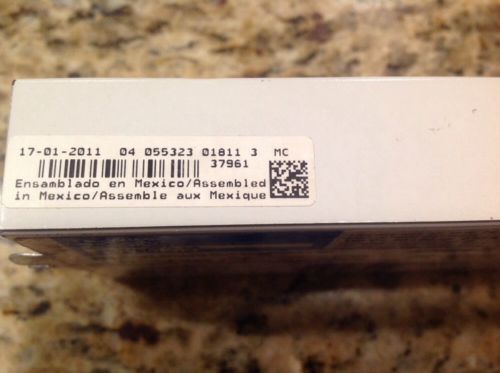 17-01-2011 04 055323 01811 3 MC
37961
Ensamblado en Mexico/Assembled
in Mexico/Assemble aux Mexique